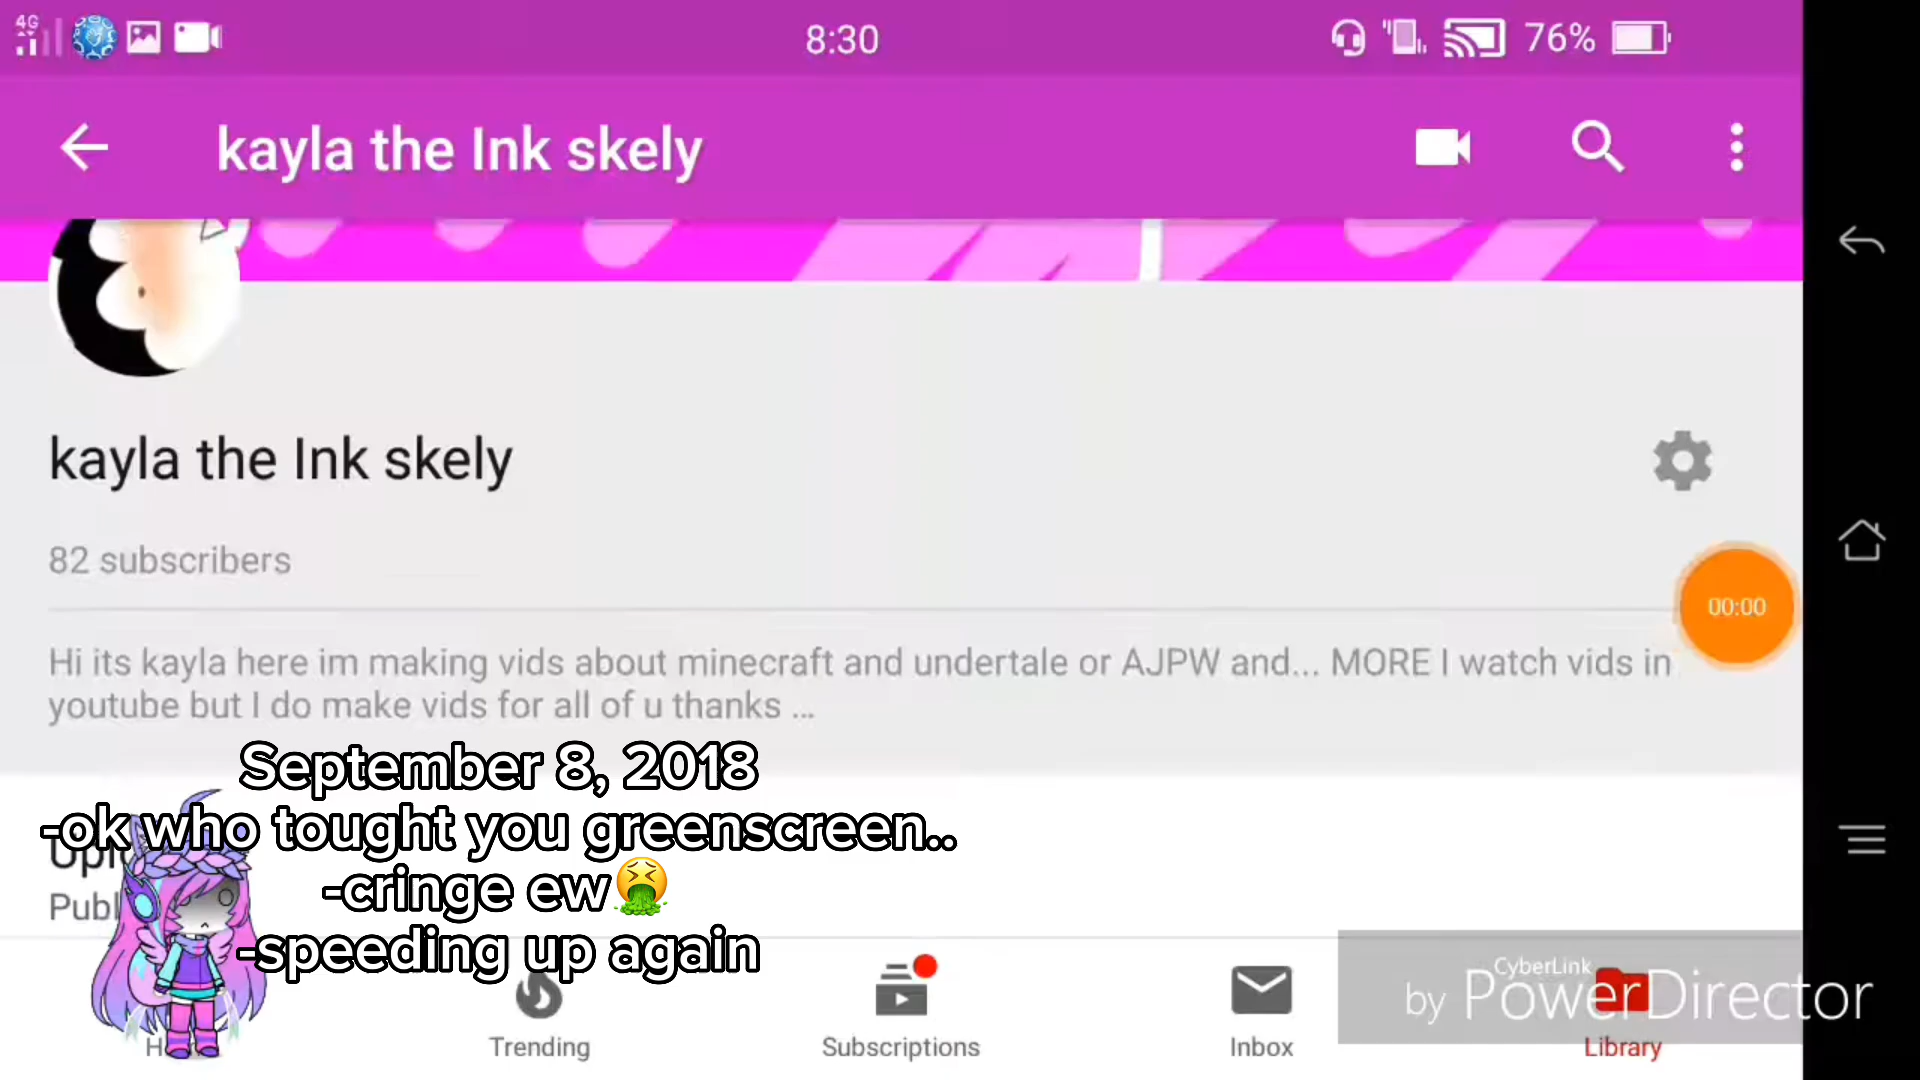 4G 8:30 76%
kayla the Ink skely
kayla the Ink skely
82 subscribers
00:00
Hi its kayla here im making vids about minecraft and undertale or AJPW and... MORE I watch vids in
youtube but I do make vids for all of u thanks ...
September 8, 2018
-ok who tought you greenscreen..
-cringe ew🤮
-speeding up again
by CyberLink PowerDirector
Trending Subscriptions Inbox Library